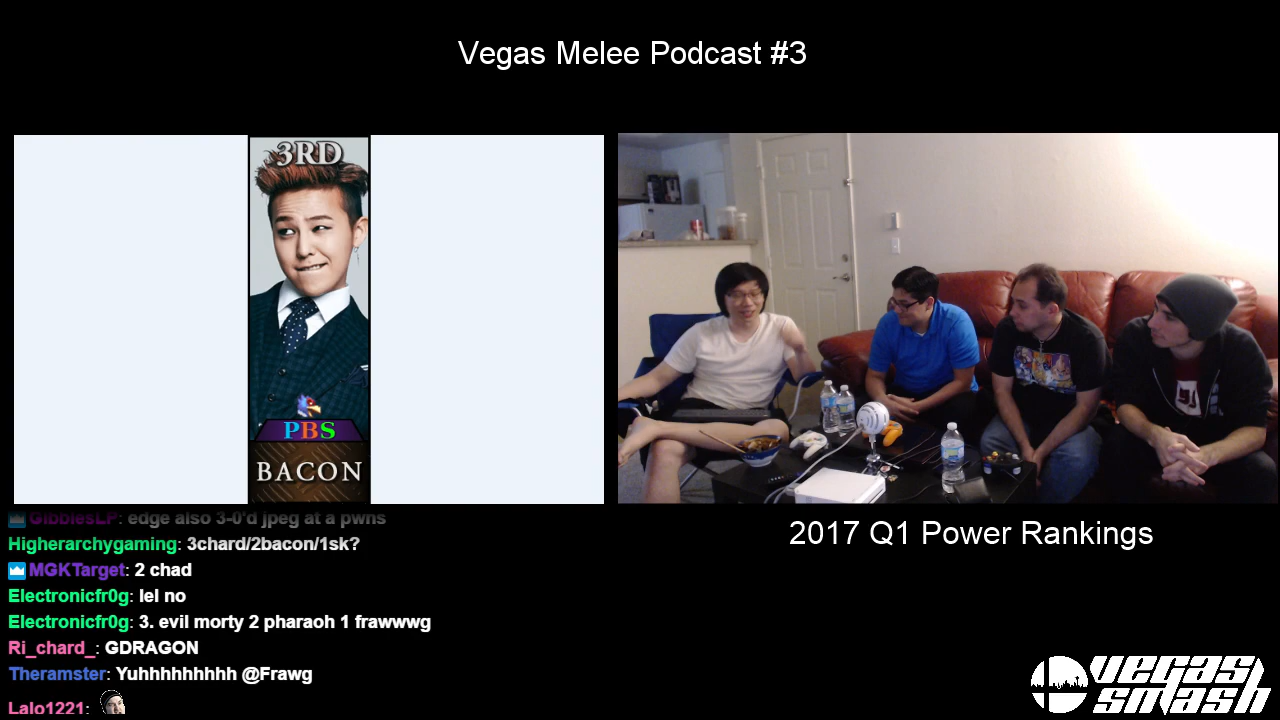 Vegas Melee Podcast #3
3RD
PBS
BACON
GibblesLP: edge also 3-0'd jpeg at a pwns
Higherarchygaming: 3chard/2bacon/1sk?
MGKTarget: 2 chad
Electronicfr0g: lel no
Electronicfr0g: 3. evil morty 2 pharaoh 1 frawwwg
Ri_chard_: GDRAGON
Theramster: Yuhhhhhhhhh @Frawg
Lalo1221:
2017 Q1 Power Rankings
VEGAS
SMASH